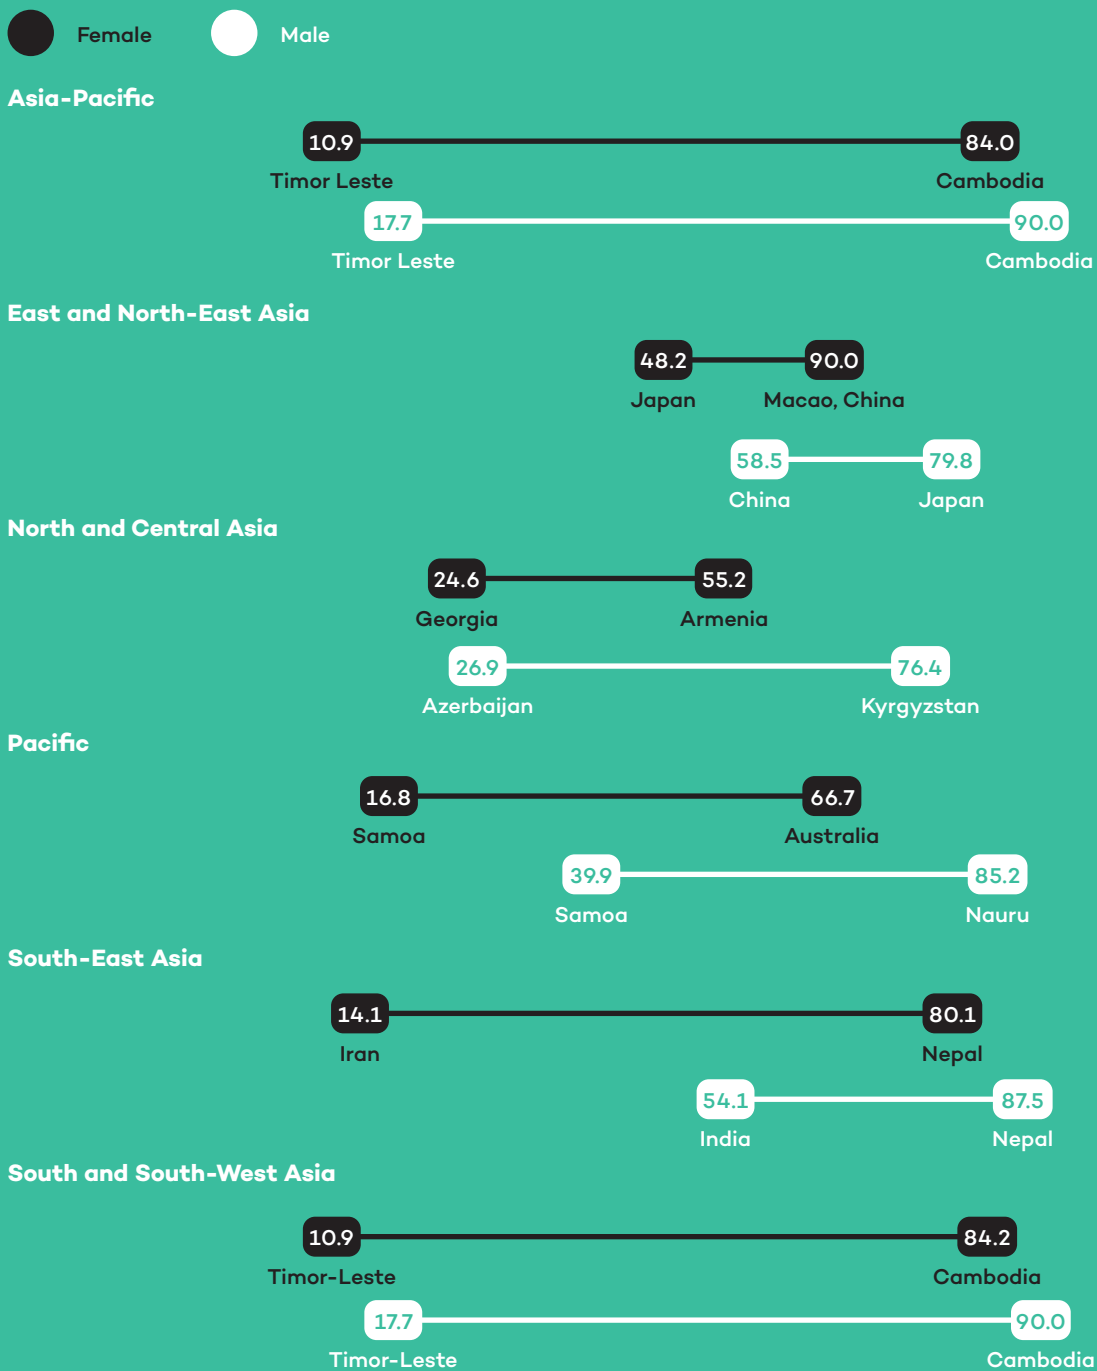 Female Male
Asia-Pacific
10.9 84.0
Timor Leste Cambodia
17.7 90.0
Timor Leste Cambodia
East and North-East Asia
48.2 90.0
Japan Macao, China
58.5 79.8
China Japan
North and Central Asia
24.6 55.2
Georgia Armenia
26.9 76.4
Azerbaijan Kyrgyzstan
Pacific
16.8 66.7
Samoa Australia
39.9 85.2
Samoa Nauru
South-East Asia
14.1 80.1
Iran Nepal
54.1 87.5
India Nepal
South and South-West Asia
10.9 84.2
Timor-Leste Cambodia
17.7 90.0
Timor-Leste Cambodia